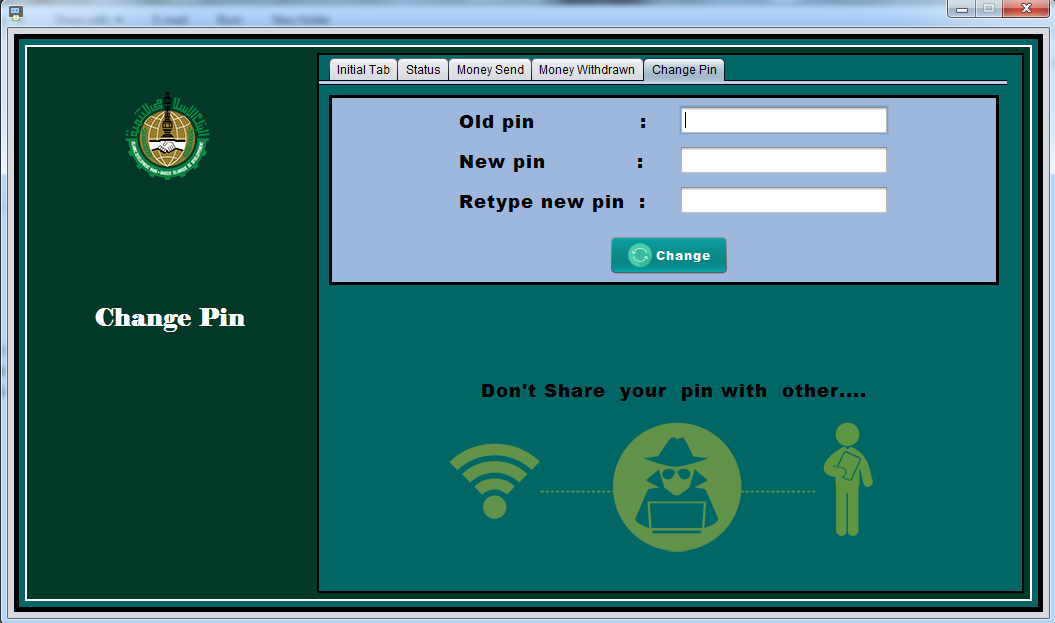 Initial Tab
Status
Money Send
Money Withdrawn
Change Pin
Old pin :
New pin :
Retype new pin :
Change
Change Pin
Don't Share your pin with other....